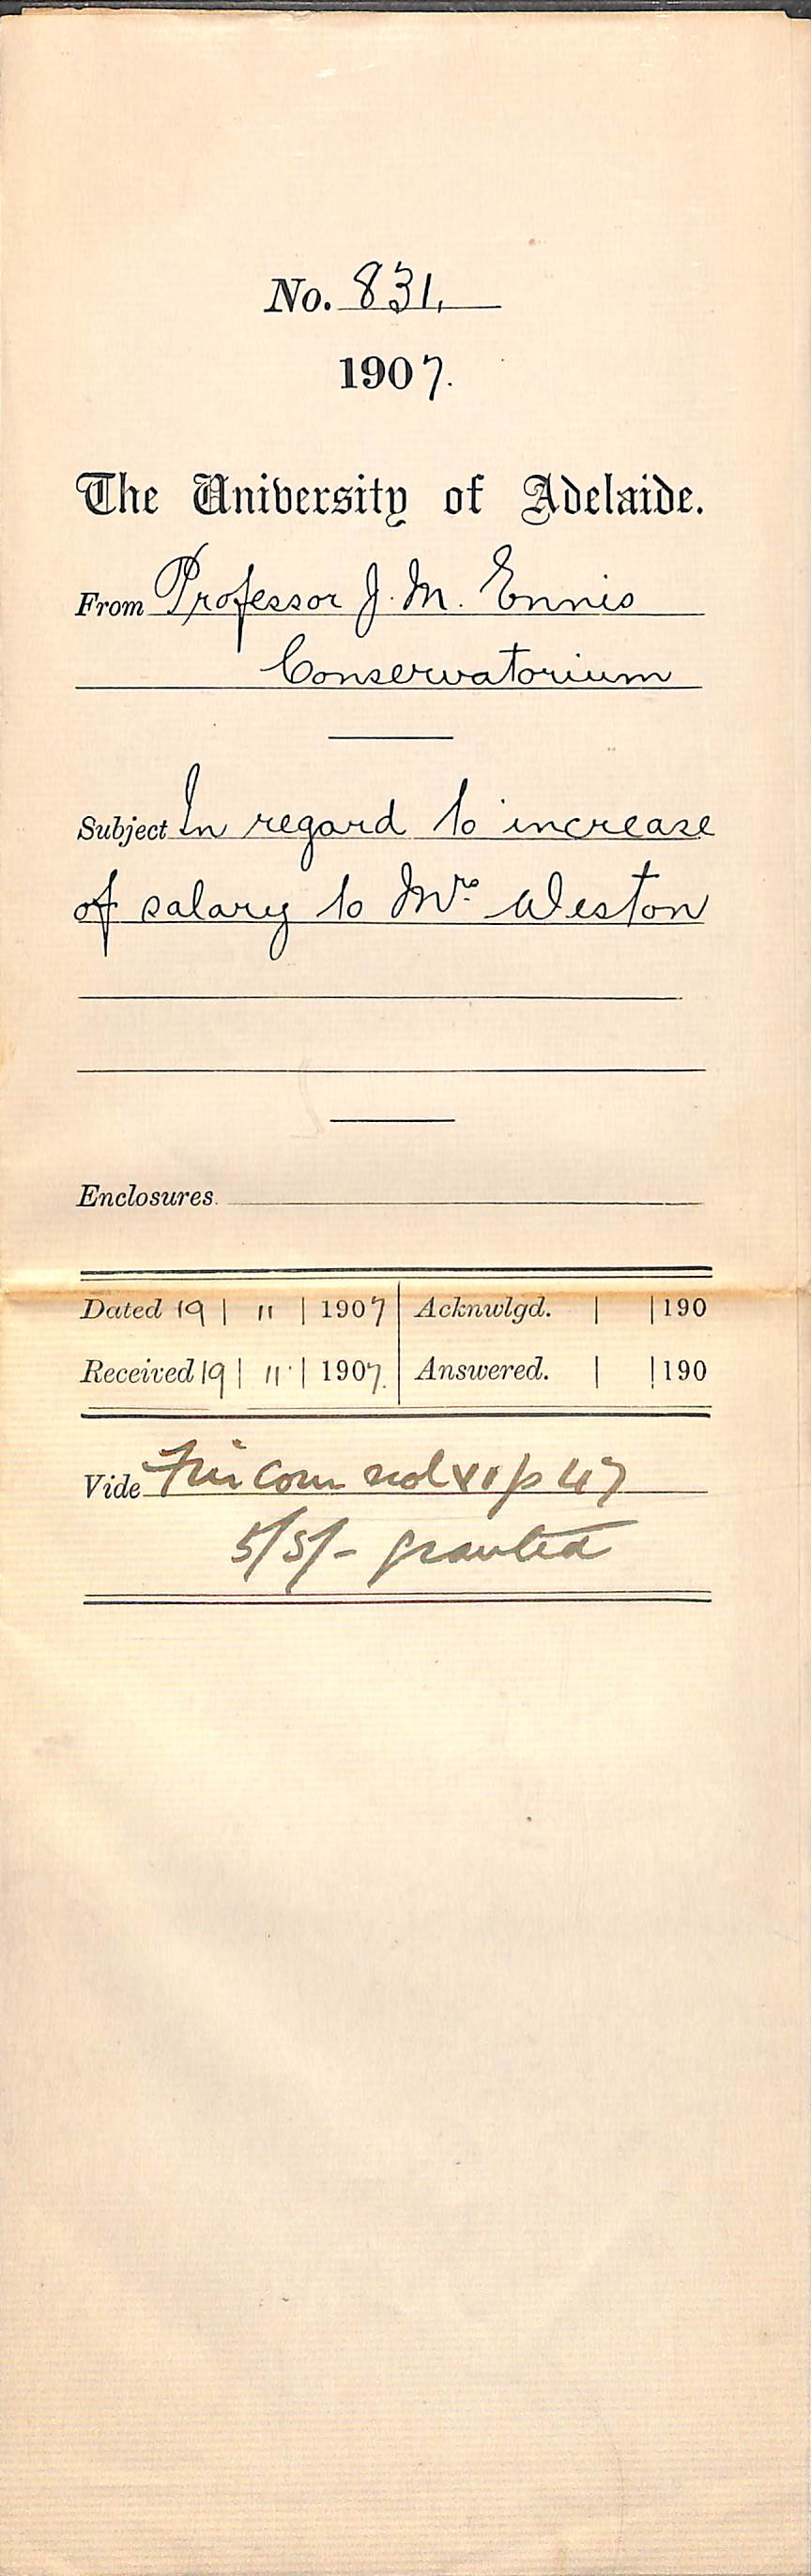 No. 831.
1907.
The University of Adelaide.
From Professor J. M. Ennis
Conservatorium
Subject In regard to increase
of salary to Mrs. Weston
Enclosures
Dated 19 | 11 | 1907 Acknwlgd. | | 190
Received 19 | 11 | 1907. Answered. | | 190
Vide Fin Com vol XII p 47
5/5/- granted